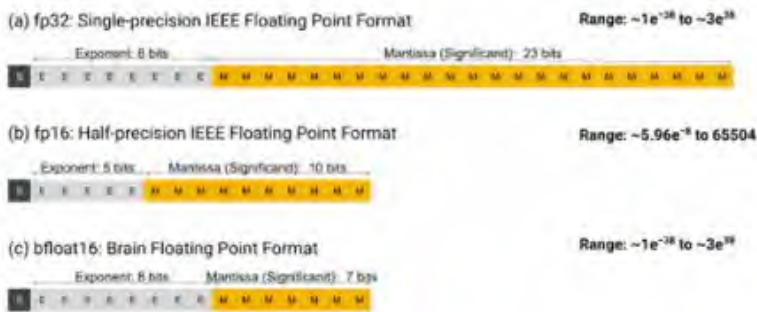 (a) fp32: Single-precision IEEE Floating Point Format Range: ~1e⁻³⁸ to ~3e³⁸
Exponent: 8 bits Mantissa (Significand): 23 bits
S E E E E E E E E M M M M M M M M M M M M M M M M M M M M M M M
(b) fp16: Half-precision IEEE Floating Point Format Range: ~5.96e⁻⁸ to 65504
Exponent: 5 bits Mantissa (Significand): 10 bits
S E E E E E M M M M M M M M M M
(c) bfloat16: Brain Floating Point Format Range: ~1e⁻³⁸ to ~3e³⁸
Exponent: 8 bits Mantissa (Significand): 7 bits
S E E E E E E E E M M M M M M M